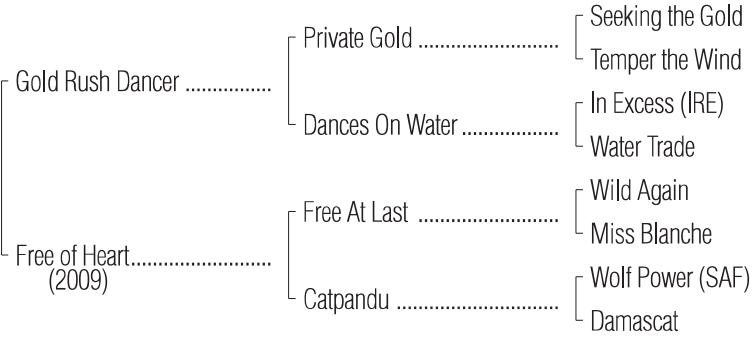 Seeking the Gold
Private Gold ............................
Temper the Wind
Gold Rush Dancer .................
In Excess (IRE)
Dances On Water ...................
Water Trade
Wild Again
Free At Last ............................
Miss Blanche
Free of Heart...........................
(2009)
Wolf Power (SAF)
Catpandu ................................
Damascat